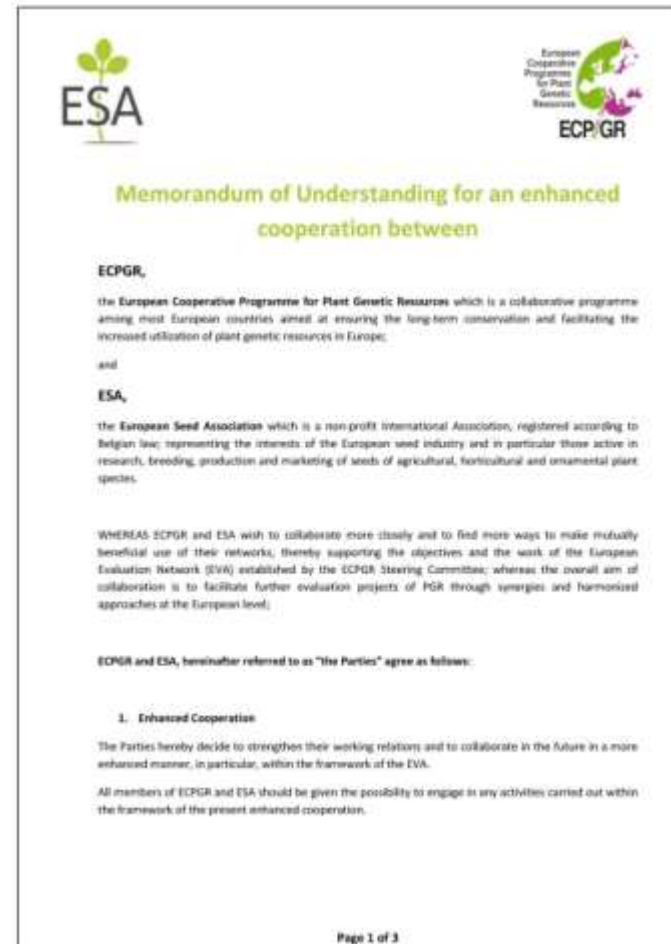 ESA
European
Cooperative
Programme
for Plant
Genetic
Resources
ECP/GR
Memorandum of Understanding for an enhanced
cooperation between
ECPGR,
the European Cooperative Programme for Plant Genetic Resources which is a collaborative programme
among most European countries aimed at ensuring the long-term conservation and facilitating the
increased utilization of plant genetic resources in Europe;
and
ESA,
the European Seed Association which is a non-profit International Association, registered according to
Belgian law; representing the interests of the European seed industry and in particular those active in
research, breeding, production and marketing of seeds of agricultural, horticultural and ornamental plant
species.
WHEREAS ECPGR and ESA wish to collaborate more closely and to find more ways to make mutually
beneficial use of their networks, thereby supporting the objectives and the work of the European
Evaluation Network (EVA) established by the ECPGR Steering Committee; whereas the overall aim of
collaboration is to facilitate further evaluation projects of PGR through synergies and harmonized
approaches at the European level;
ECPGR and ESA, hereinafter referred to as "the Parties" agree as follows:
1. Enhanced Cooperation
The Parties hereby decide to strengthen their working relations and to collaborate in the future in a more
enhanced manner, in particular, within the framework of the EVA.
All members of ECPGR and ESA should be given the possibility to engage in any activities carried out within
the framework of the present enhanced cooperation.
Page 1 of 3